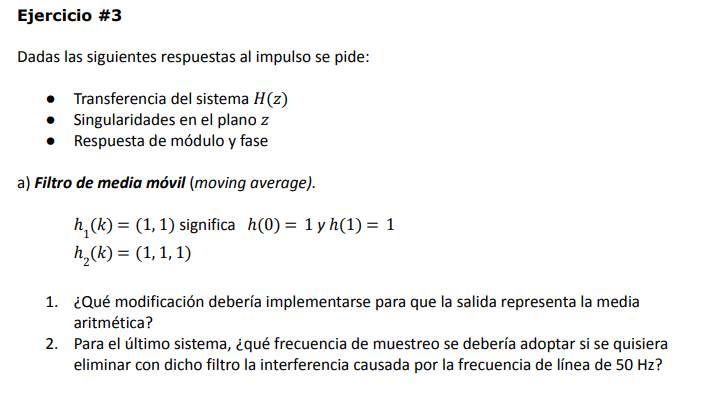 Ejercicio #3
Dadas las siguientes respuestas al impulso se pide:
● Transferencia del sistema H(z)
● Singularidades en el plano z
● Respuesta de módulo y fase
a) Filtro de media móvil (moving average).
h₁(k) = (1, 1) significa h(0) = 1 y h(1) = 1
h₂(k) = (1, 1, 1)
1. ¿Qué modificación debería implementarse para que la salida representa la media
aritmética?
2. Para el último sistema, ¿qué frecuencia de muestreo se debería adoptar si se quisiera
eliminar con dicho filtro la interferencia causada por la frecuencia de línea de 50 Hz?